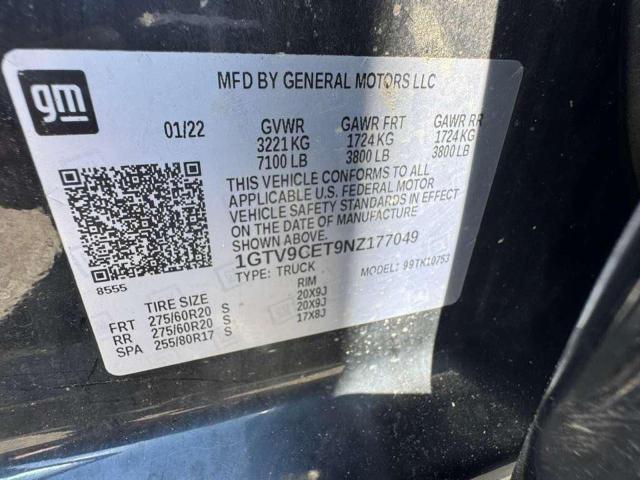 gm
MFD BY GENERAL MOTORS LLC
01/22 GVWR GAWR FRT GAWR RR
3221 KG 1724 KG 1724 KG
7100 LB 3800 LB 3800 LB
THIS VEHICLE CONFORMS TO ALL
APPLICABLE U.S. FEDERAL MOTOR
VEHICLE SAFETY STANDARDS IN EFFECT
ON THE DATE OF MANUFACTURE
1GTV9CET9NZ177049
TYPE: TRUCK MODEL: 99TK10753
8555
TIRE SIZE RIM
FRT 275/60R20 S 20X9J
RR 275/60R20 S 20X9J
SPA 255/80R17 S 17X8J